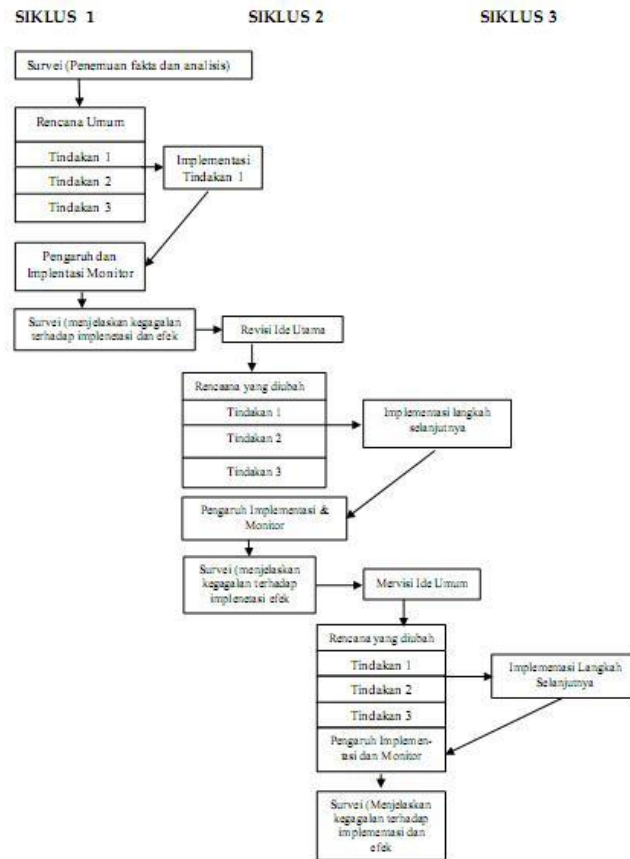 SIKLUS 1 SIKLUS 2 SIKLUS 3
Survei (Penemuan fakta dan analisis)
Rencana Umum
Tindakan 1
Tindakan 2
Tindakan 3
Implementasi
Tindakan 1
Pengaruh dan
Implentasi Monitor
Survei (menjelaskan kegagalan
terhadap implenetasi dan efek
Revisi Ide Utama
Rencaana yang diubah
Tindakan 1
Tindakan 2
Tindakan 3
Implementasi langkah
selanjutnya
Pengaruh Implementasi &
Monitor
Survei (menjelaskan
kegagalan terhadap
implenetasi efek
Mervisi Ide Umum
Rencana yang diubah
Tindakan 1
Tindakan 2
Tindakan 3
Implementasi Langkah
Selanjutnya
Pengaruh Implemen-
tasi dan Monitor
Survei (Menjelaskan
kegagalan terhadap
implementasi dan
efek